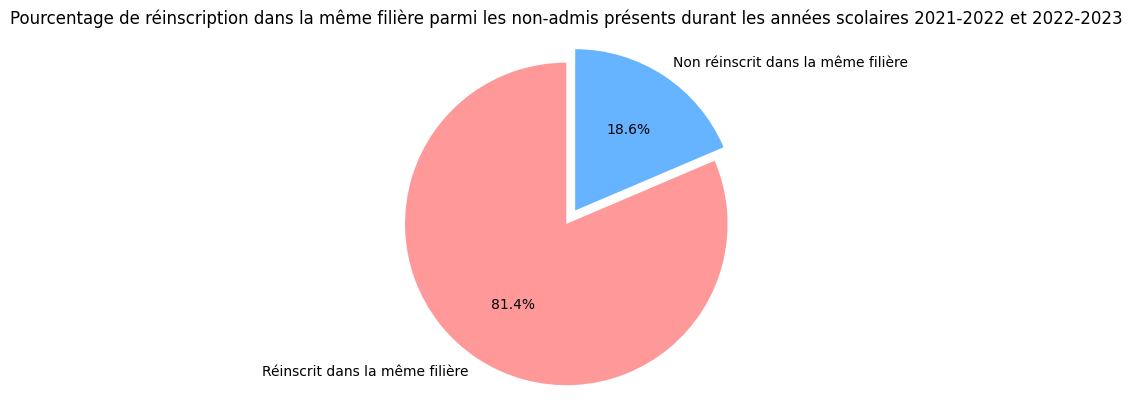 Pourcentage de réinscription dans la même filière parmi les non-admis présents durant les années scolaires 2021-2022 et 2022-2023
Non réinscrit dans la même filière
18.6%
81.4%
Réinscrit dans la même filière